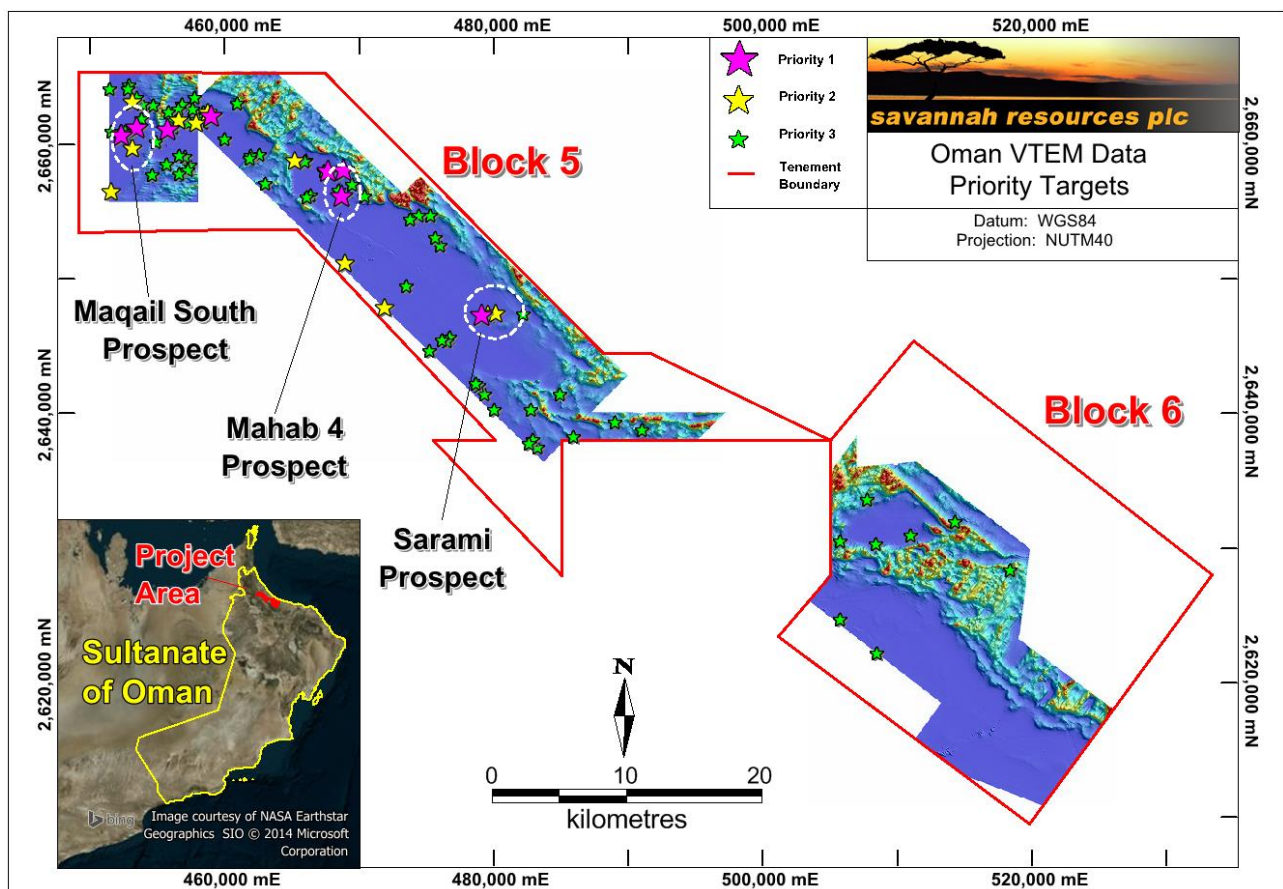 460,000 mE
480,000 mE
500,000 mE
520,000 mE
2,660,000 mN
2,640,000 mN
2,620,000 mN
Priority 1
Priority 2
Priority 3
Tenement
Boundary
savannah resources plc
Oman VTEM Data
Priority Targets
Datum: WGS84
Projection: NUTM40
2,660,000 mN
2,640,000 mN
2,620,000 mN
Block 5
Block 6
Maqail South
Prospect
Mahab 4
Prospect
Sarami
Prospect
Project
Area
Sultanate
of Oman
bing
Image courtesy of NASA Earthstar
Geographics SIO © 2014 Microsoft
Corporation
N
0
10
20
kilometres
460,000 mE
480,000 mE
500,000 mE
520,000 mE